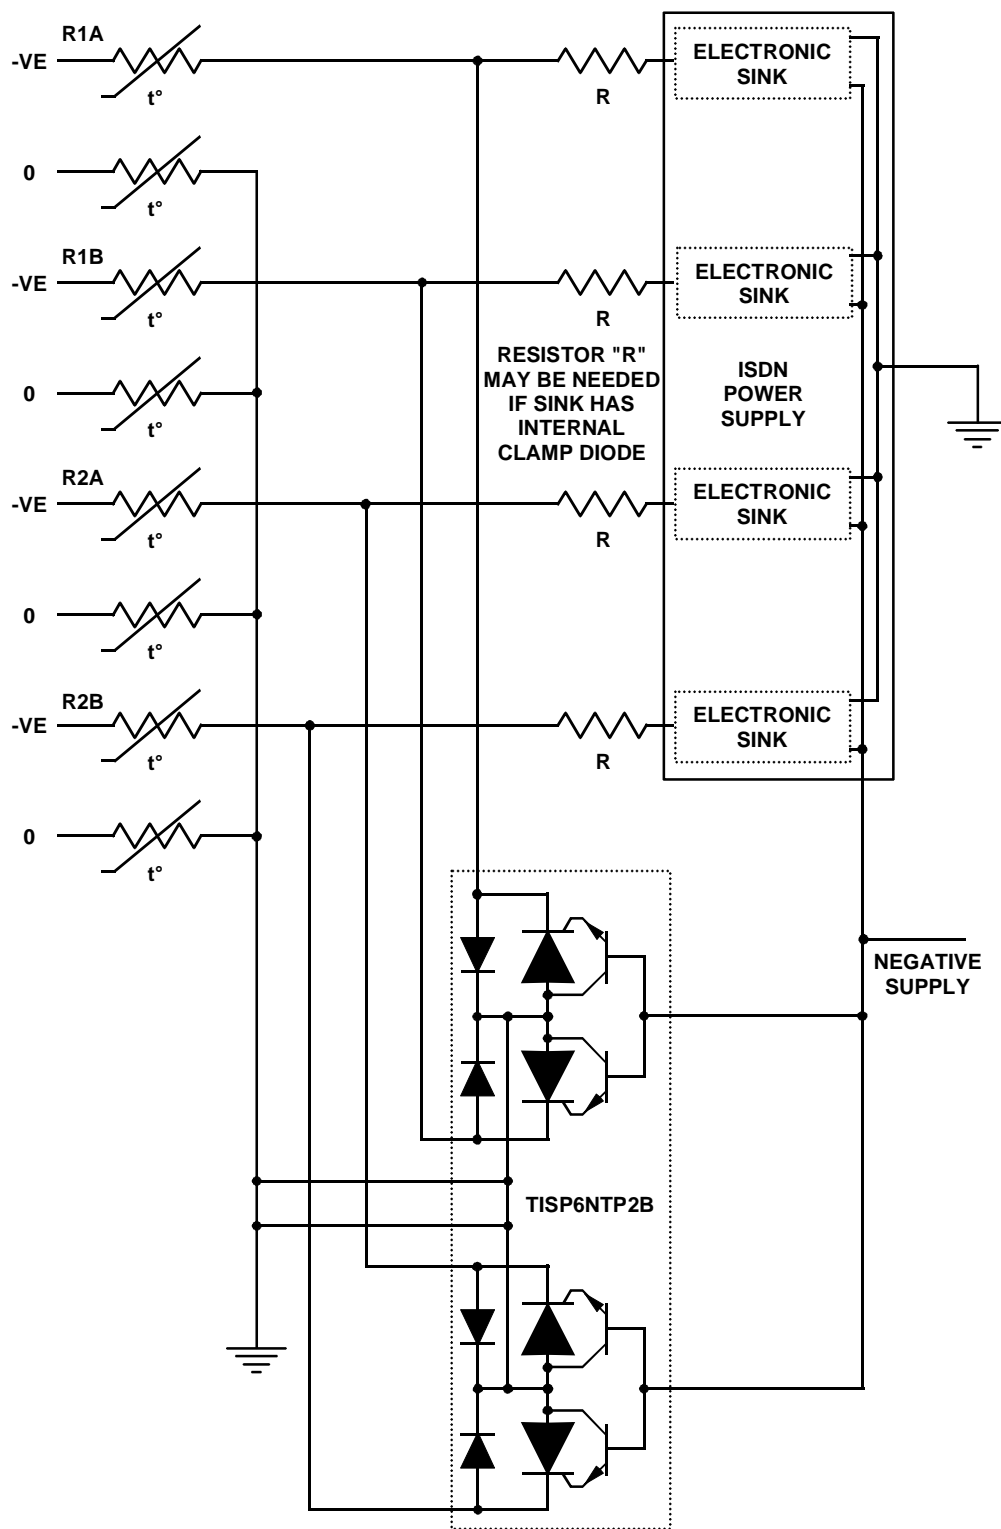 R1A
-VE
t°
R
ELECTRONIC
SINK
0
t°
R1B
-VE
t°
R
ELECTRONIC
SINK
RESISTOR "R"
MAY BE NEEDED
IF SINK HAS
INTERNAL
CLAMP DIODE
ISDN
POWER
SUPPLY
0
t°
R2A
-VE
t°
R
ELECTRONIC
SINK
0
t°
R2B
-VE
t°
R
ELECTRONIC
SINK
0
t°
NEGATIVE
SUPPLY
TISP6NTP2B